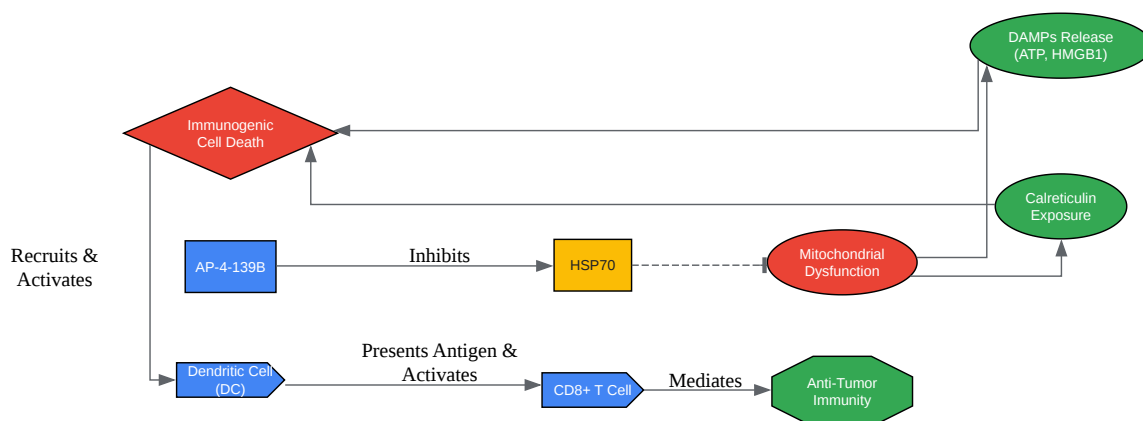 DAMPs Release
(ATP, HMGB1)
Immunogenic
Cell Death
Calreticulin
Exposure
Recruits &
Activates
AP-4-139B
Inhibits
HSP70
Mitochondrial
Dysfunction
Dendritic Cell
(DC)
Presents Antigen &
Activates
CD8+ T Cell
Mediates
Anti-Tumor
Immunity